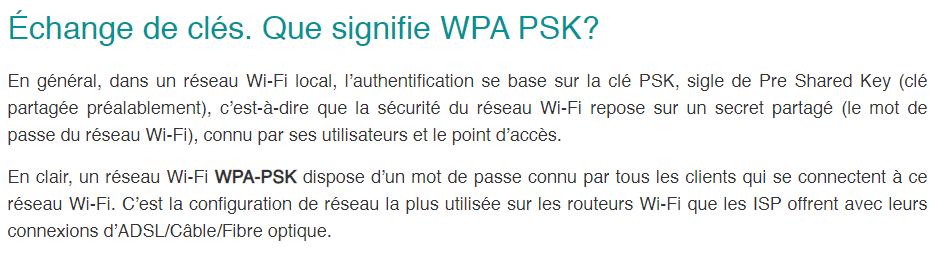 Échange de clés. Que signifie WPA PSK?
En général, dans un réseau Wi-Fi local, l’authentification se base sur la clé PSK, sigle de Pre Shared Key (clé
partagée préalablement), c’est-à-dire que la sécurité du réseau Wi-Fi repose sur un secret partagé (le mot de
passe du réseau Wi-Fi), connu par ses utilisateurs et le point d’accès.
En clair, un réseau Wi-Fi WPA-PSK dispose d’un mot de passe connu par tous les clients qui se connectent à ce
réseau Wi-Fi. C’est la configuration de réseau la plus utilisée sur les routeurs Wi-Fi que les ISP offrent avec leurs
connexions d’ADSL/Câble/Fibre optique.